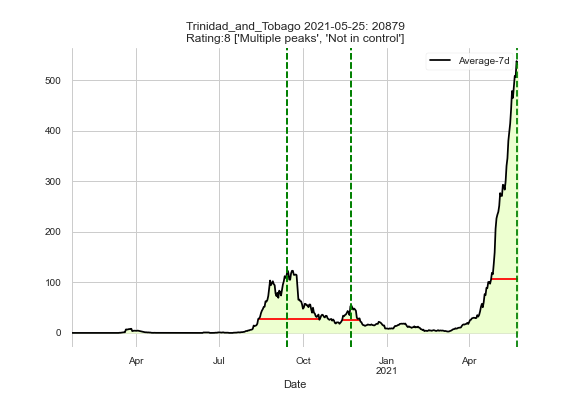 Trinidad_and_Tobago 2021-05-25: 20879
Rating:8 ['Multiple peaks', 'Not in control']
Average-7d
500
400
300
200
100
0
Apr
Jul
Oct
Jan
2021
Apr
Date